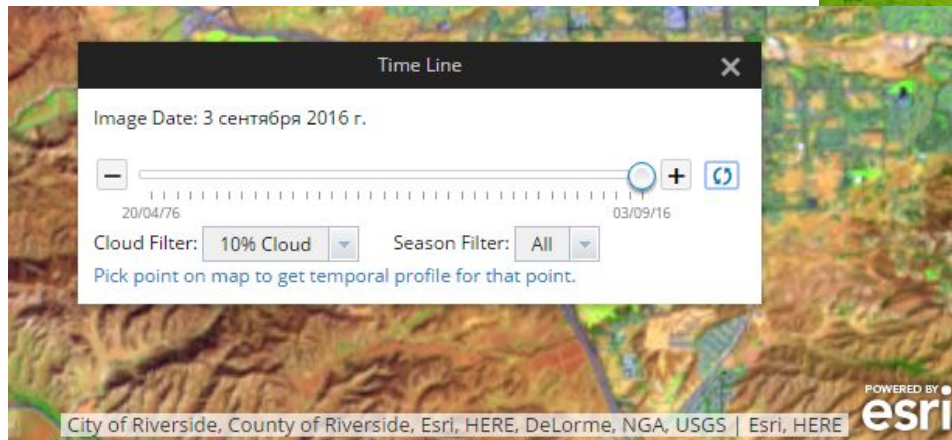 Time Line
Image Date: 3 сентября 2016 г.
20/04/76 03/09/16
Cloud Filter: 10% Cloud Season Filter: All
Pick point on map to get temporal profile for that point.
POWERED BY
esri
City of Riverside, County of Riverside, Esri, HERE, DeLorme, NGA, USGS | Esri, HERE